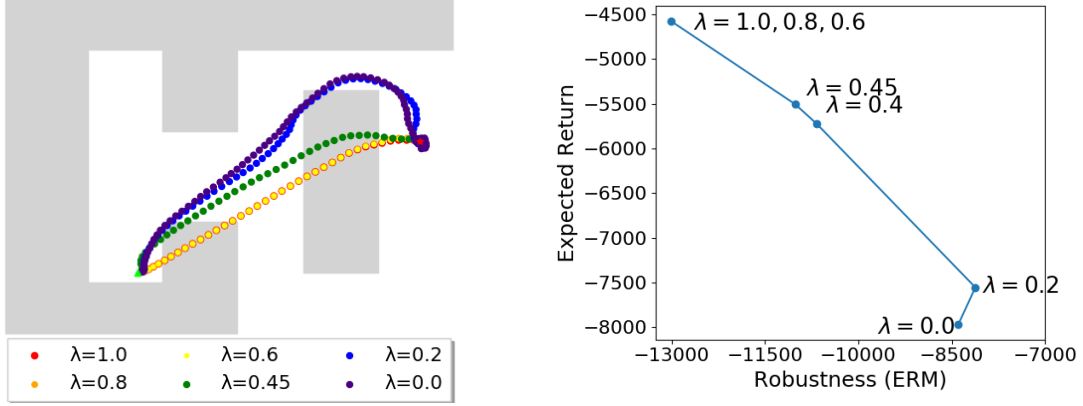 λ=1.0
λ=0.6
λ=0.2
λ=0.8
λ=0.45
λ=0.0
Expected Return
−4500
−5000
−5500
−6000
−6500
−7000
−7500
−8000
λ = 1.0, 0.8, 0.6
λ = 0.45
λ = 0.4
λ = 0.2
λ = 0.0
−13000
−11500
−10000
−8500
−7000
Robustness (ERM)